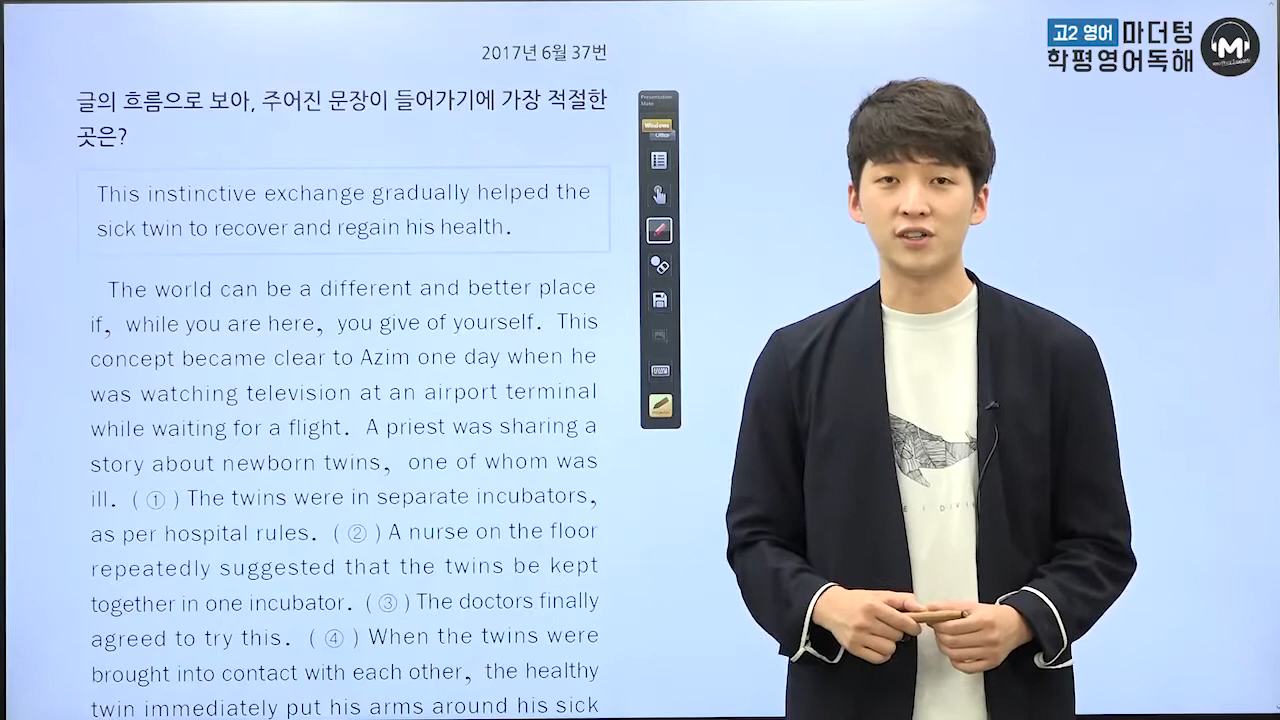 2017년 6월 37번
고2 영어 마더텅
학평영어독해
M
글의 흐름으로 보아, 주어진 문장이 들어가기에 가장 적절한
곳은?
This instinctive exchange gradually helped the
sick twin to recover and regain his health.
The world can be a different and better place
if, while you are here, you give of yourself. This
concept became clear to Azim one day when he
was watching television at an airport terminal
while waiting for a flight. A priest was sharing a
story about newborn twins, one of whom was
ill. ( ① ) The twins were in separate incubators,
as per hospital rules. ( ② ) A nurse on the floor
repeatedly suggested that the twins be kept
together in one incubator. ( ③ ) The doctors finally
agreed to try this. ( ④ ) When the twins were
brought into contact with each other, the healthy
twin immediately put his arms around his sick
Presentation
Mate
Windows
E I DIVI